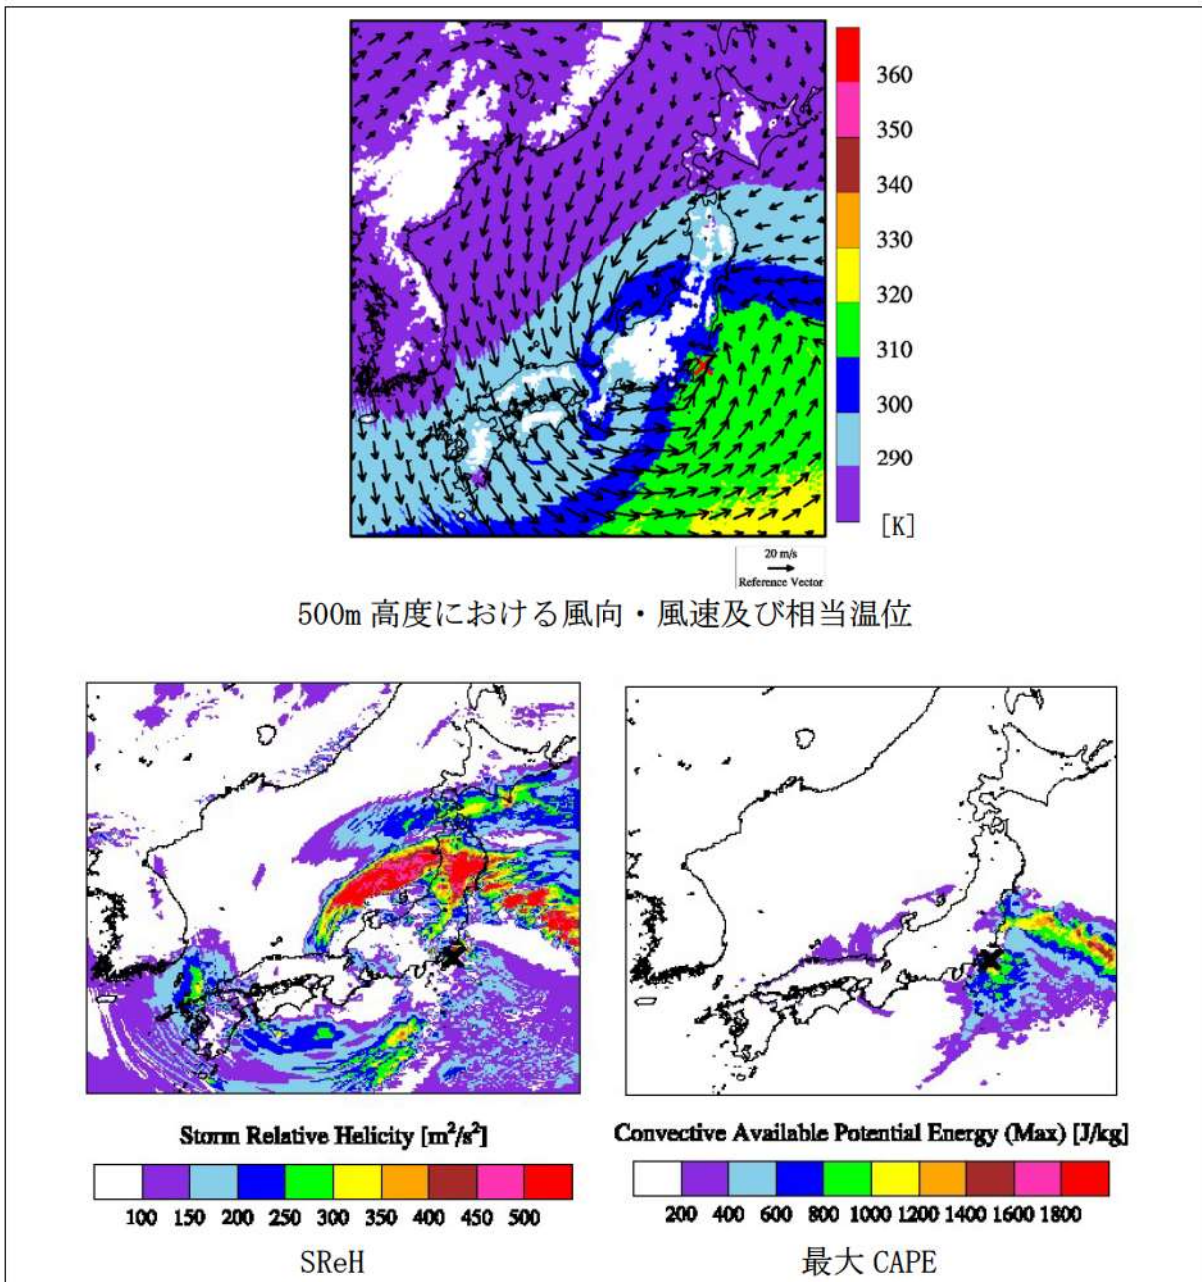 360
350
340
330
320
310
300
290
[K]
20 m/s
Reference Vector
500m 高度における風向・風速及び相当温位
Storm Relative Helicity [m²/s²]
100 150 200 250 300 350 400 450 500
SReH
Convective Available Potential Energy (Max) [J/kg]
200 400 600 800 1000 1200 1400 1600 1800
最大 CAPE